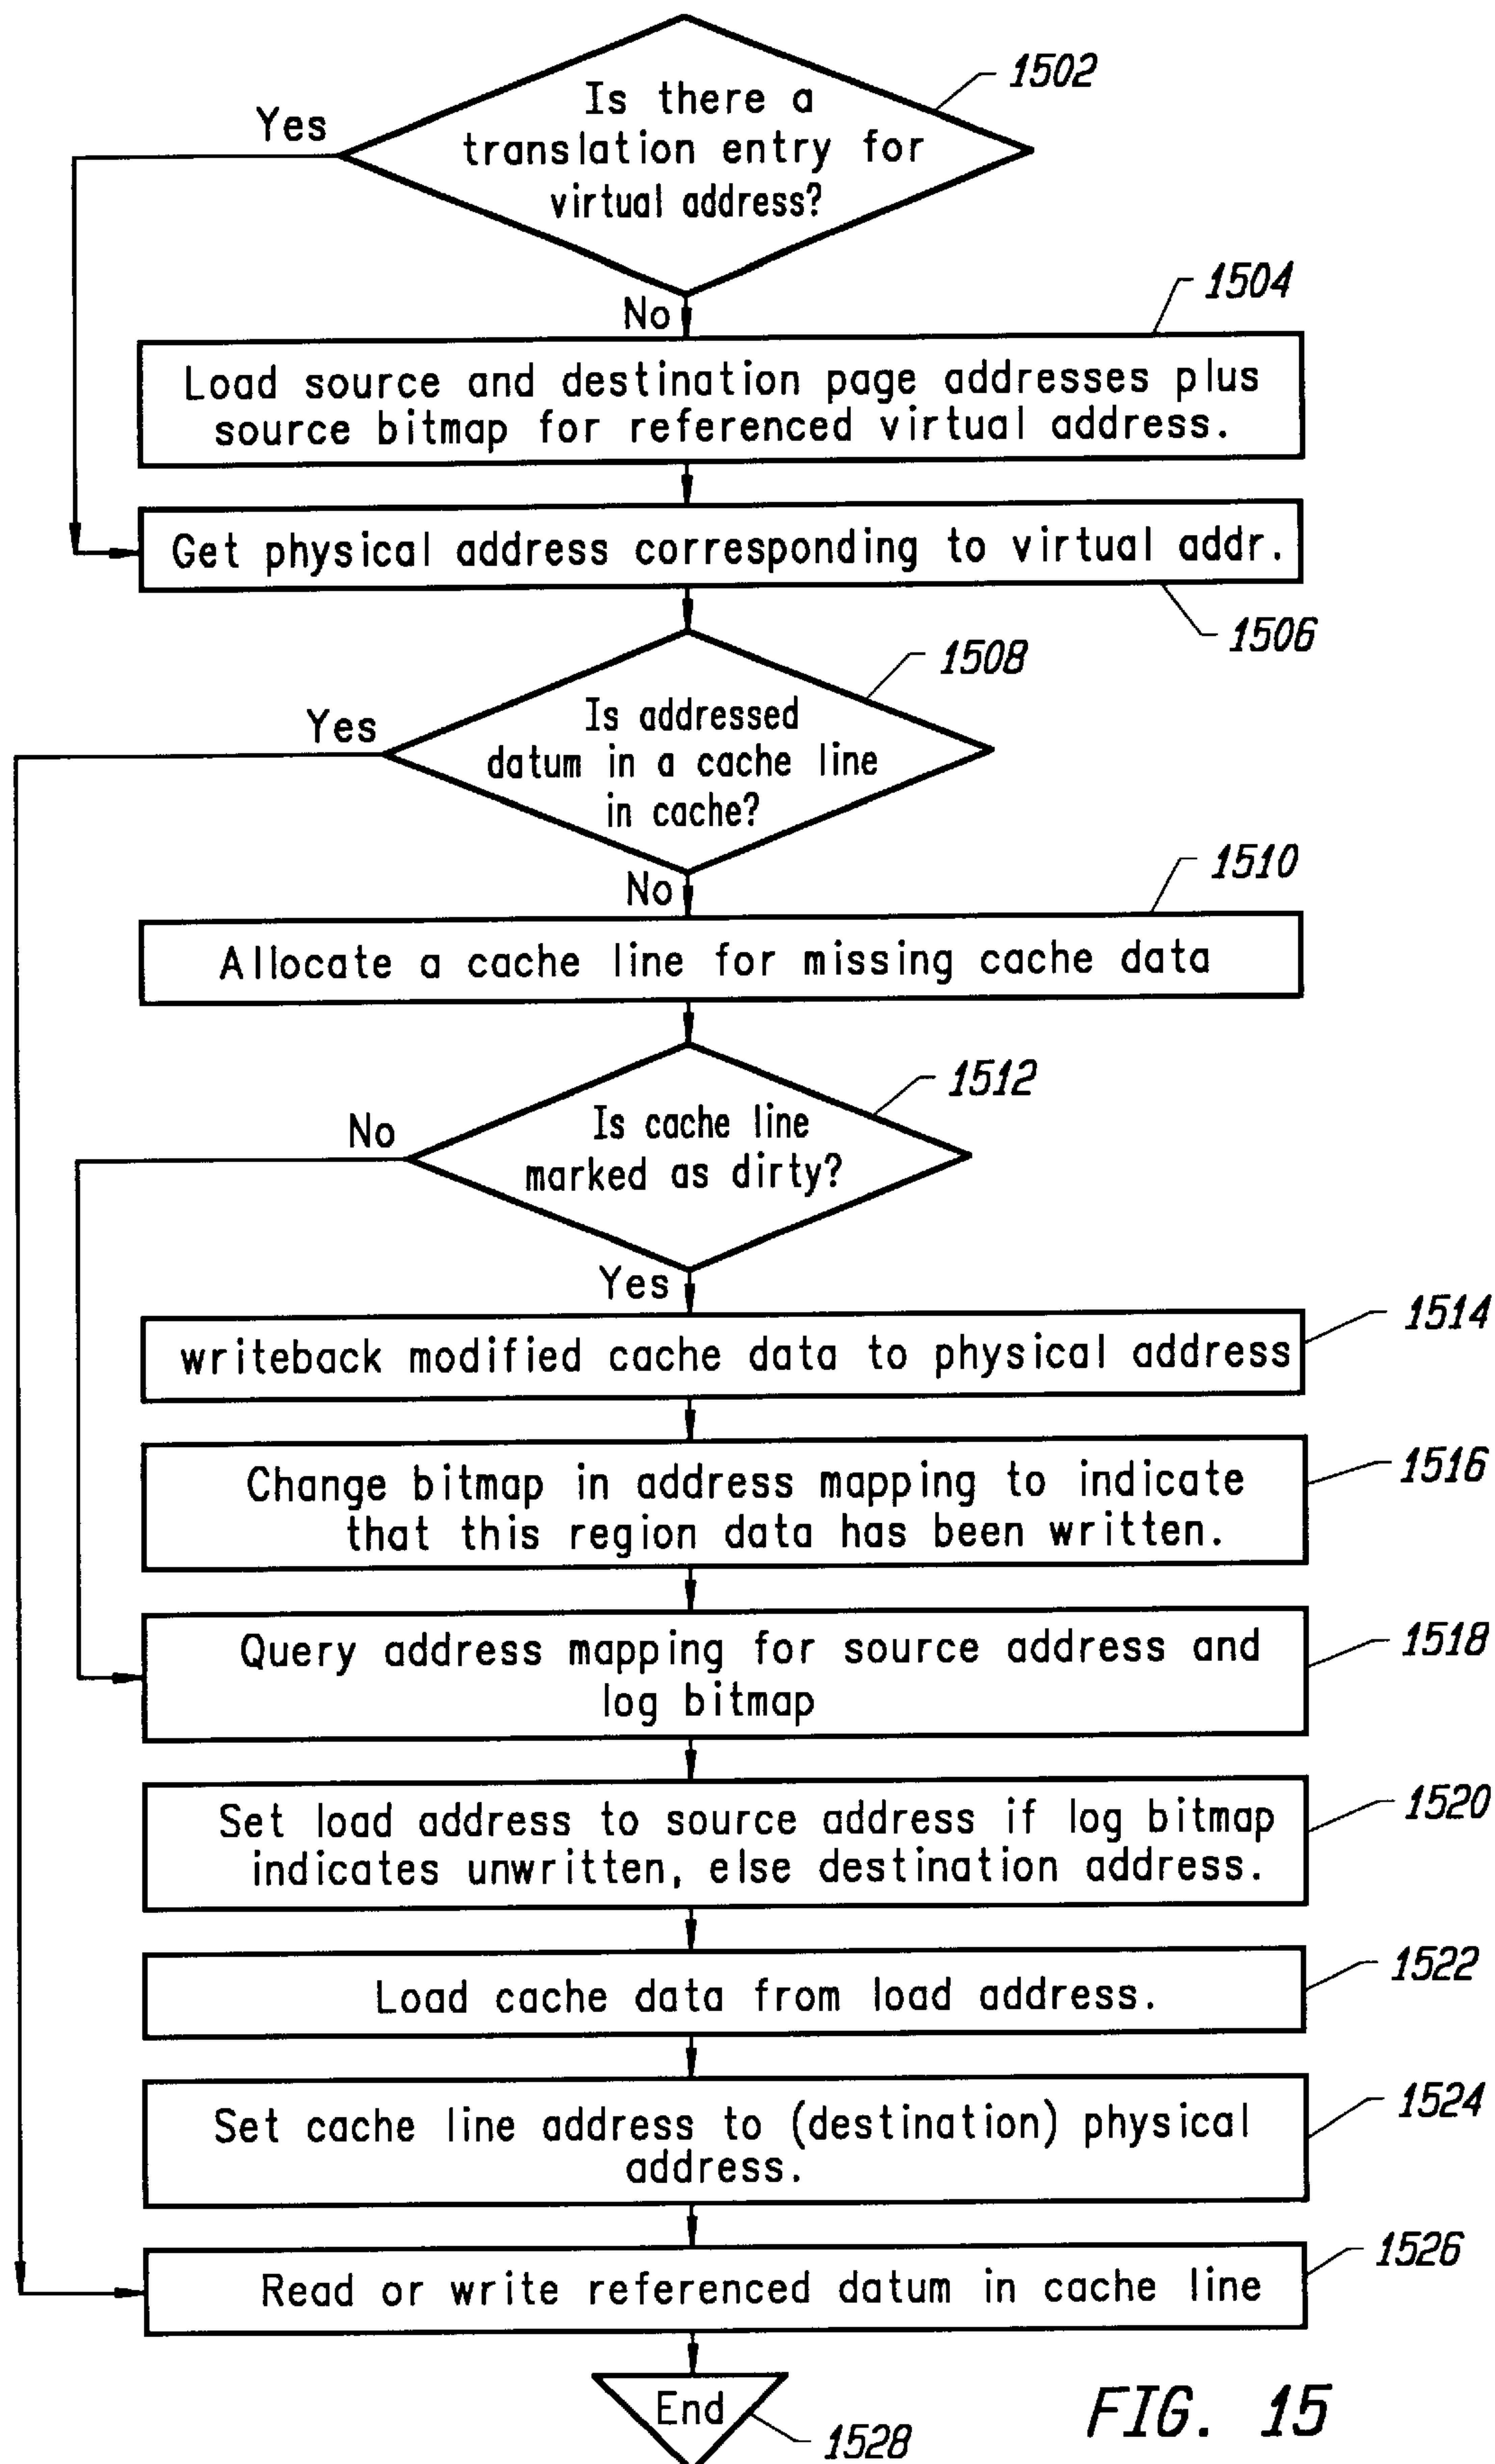 1502
Is there a
Yes
translation entry for
virtual address?
1504
No
Load source and destination page addresses plus
source bitmap for referenced virtual address.
Get physical address corresponding to virtual addr.
1506
1508
Is addressed
Yes
datum in a cache line
in cache?
1510
No
Allocate a cache line for missing cache data
1512
Is cache line
No
marked as dirty?
Yes
1514
writeback modified cache data to physical address
1516
Change bitmap in address mapping to indicate
that this region data has been written.
1518
Query address mapping for source address and
log bitmap
1520
Set load address to source address if log bitmap
indicates unwritten, else destination address.
1522
Load cache data from load address.
1524
Set cache line address to (destination) physical
address.
1526
Read or write referenced datum in cache line
End
1528
FIG. 15